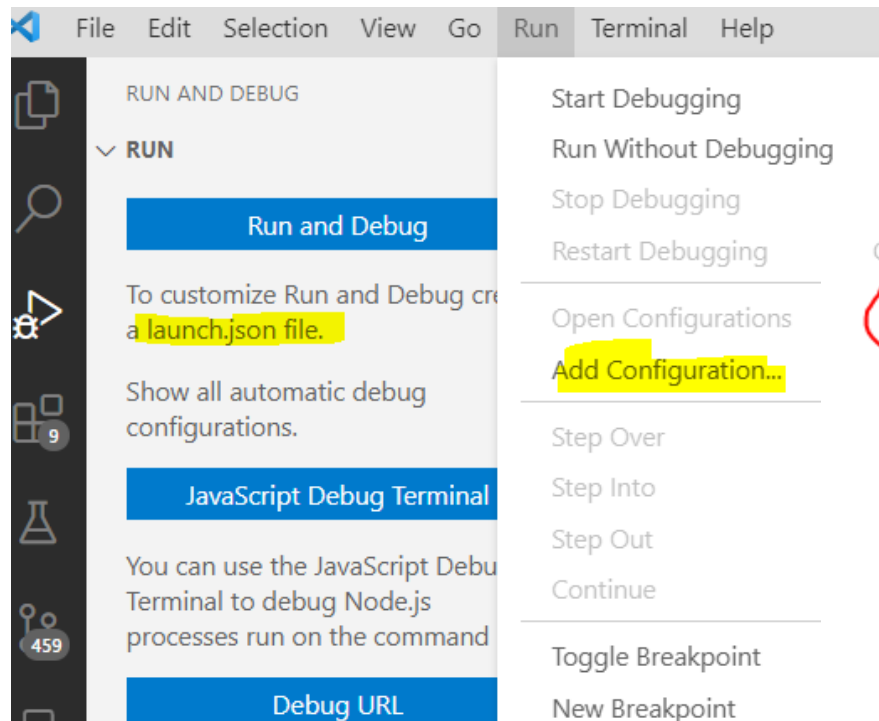 File Edit Selection View Go Run Terminal Help
RUN AND DEBUG
RUN
Run and Debug
To customize Run and Debug cre
a launch.json file.
Show all automatic debug
configurations.
JavaScript Debug Terminal
You can use the JavaScript Debu
Terminal to debug Node.js
processes run on the command
Debug URL
9
459
Start Debugging
Run Without Debugging
Stop Debugging
Restart Debugging
Open Configurations
Add Configuration...
Step Over
Step Into
Step Out
Continue
Toggle Breakpoint
New Breakpoint